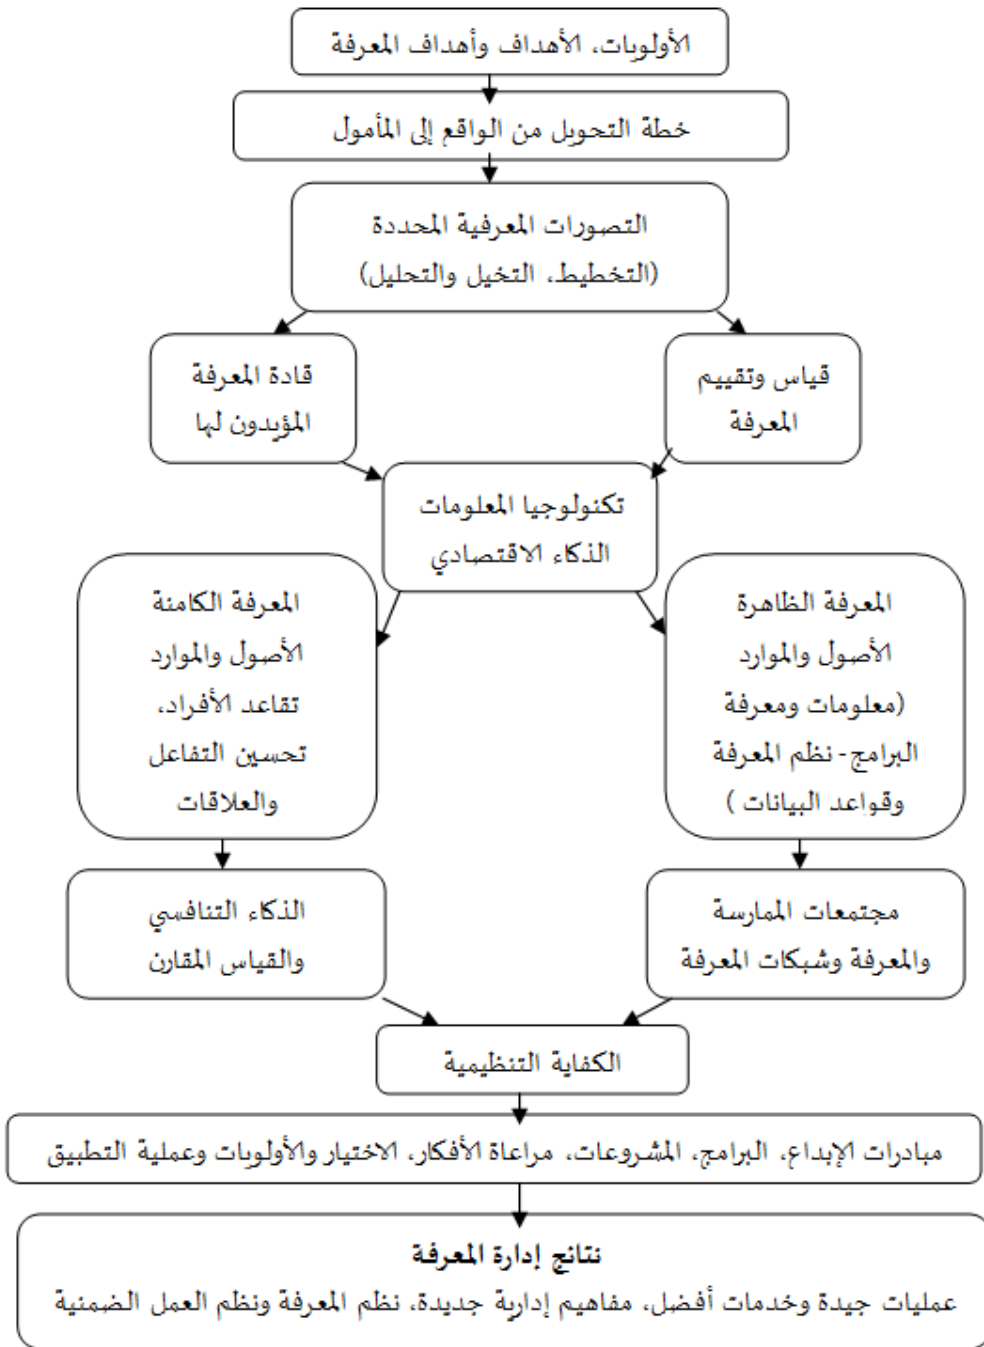 الأولويات، الأهداف وأهداف المعرفة
خطة التحويل من الواقع إلى المأمول
التصورات المعرفية المحددة
(التخطيط، التخيل والتحليل)
قياس وتقييم
المعرفة
قادة المعرفة
المؤيدون لها
تكنولوجيا المعلومات
الذكاء الاقتصادي
المعرفة الظاهرة
الأصول والموارد
(معلومات ومعرفة
البرامج - نظم المعرفة
وقواعد البيانات )
المعرفة الكامنة
الأصول والموارد
تقاعد الأفراد،
تحسين التفاعل
والعلاقات
مجتمعات الممارسة
والمعرفة وشبكات المعرفة
الذكاء التنافسي
والقياس المقارن
الكفاية التنظيمية
مبادرات الإبداع، البرامج، المشروعات، مراعاة الأفكار، الاختيار والأولويات وعملية التطبيق
نتائج إدارة المعرفة
عمليات جيدة وخدمات أفضل، مفاهيم إدارية جديدة، نظم المعرفة ونظم العمل الضمنية